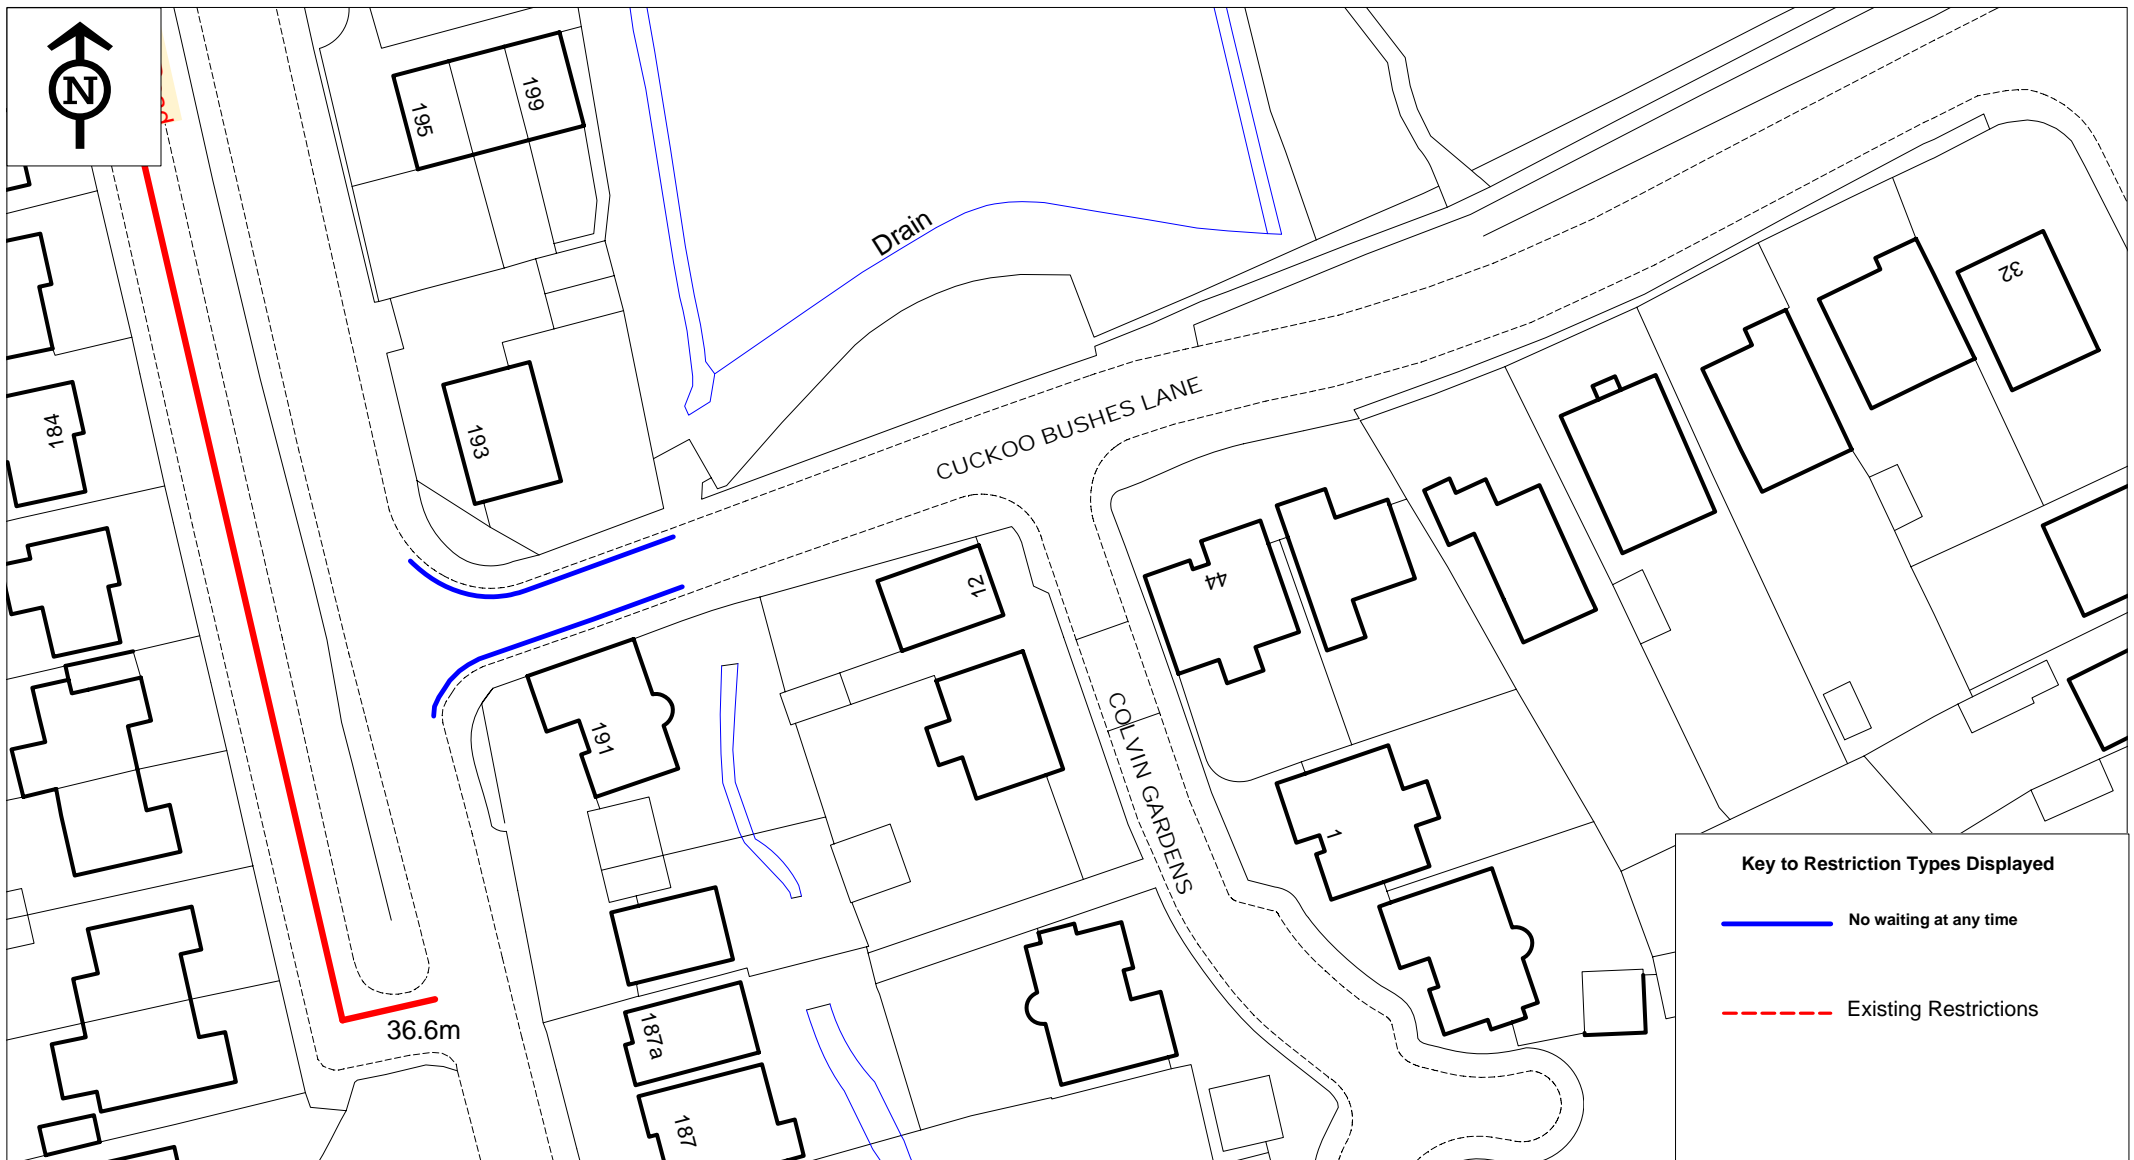 N
195
199
Drain
32
184
193
CUCKOO BUSHES LANE
12
44
191
COLVIN GARDENS
1
Key to Restriction Types Displayed
No waiting at any time
Existing Restrictions
36.6m
187a
187